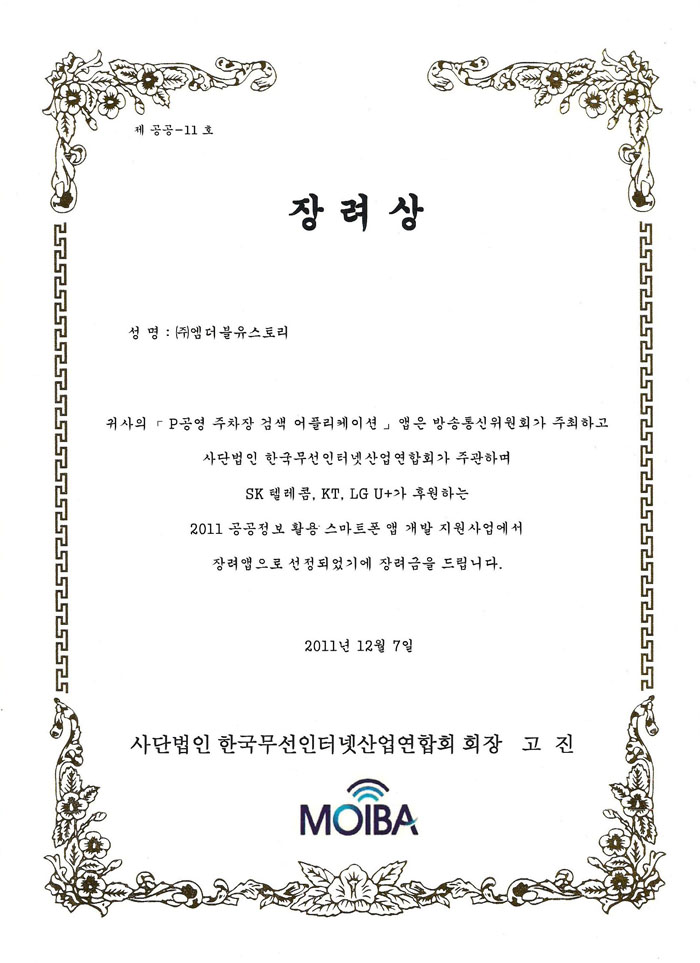 제 공공-11 호
장 려 상
성 명 : ㈜엠더블유스토리
귀사의 「 P공영 주차장 검색 어플리케이션 」 앱은 방송통신위원회가 주최하고
사단법인 한국무선인터넷산업연합회가 주관하며
SK 텔레콤, KT, LG U+가 후원하는
2011 공공정보 활용 스마트폰 앱 개발 지원사업에서
장려앱으로 선정되었기에 장려금을 드립니다.
2011년 12월 7일
사단법인 한국무선인터넷산업연합회 회장 고 진
MOIBA